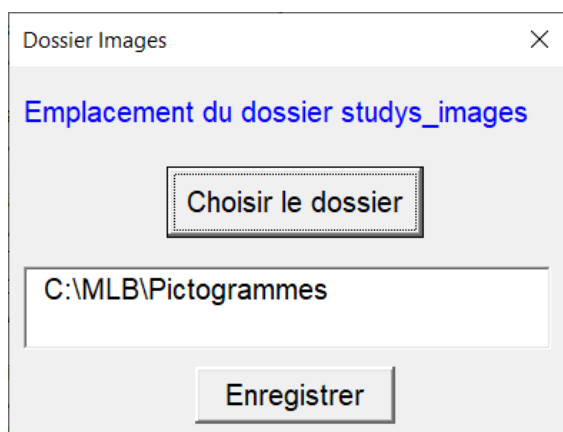 Dossier Images
Emplacement du dossier studys_images
Choisir le dossier
C:\MLB\Pictogrammes
Enregistrer